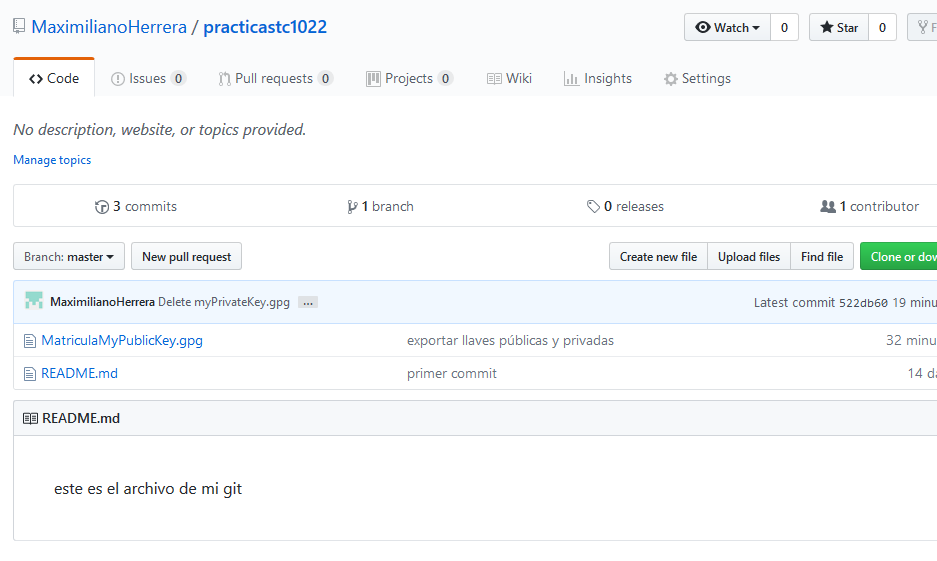 MaximilianoHerrera / practicastc1022 Watch 0 Star 0
Code Issues 0 Pull requests 0 Projects 0 Wiki Insights Settings
No description, website, or topics provided.
Manage topics
3 commits 1 branch 0 releases 1 contributor
Branch: master New pull request Create new file Upload files Find file Clone or dow
MaximilianoHerrera Delete myPrivateKey.gpg ... Latest commit 522db60 19 minu
MatriculaMyPublicKey.gpg exportar llaves públicas y privadas 32 minu
README.md primer commit 14 da
README.md
este es el archivo de mi git